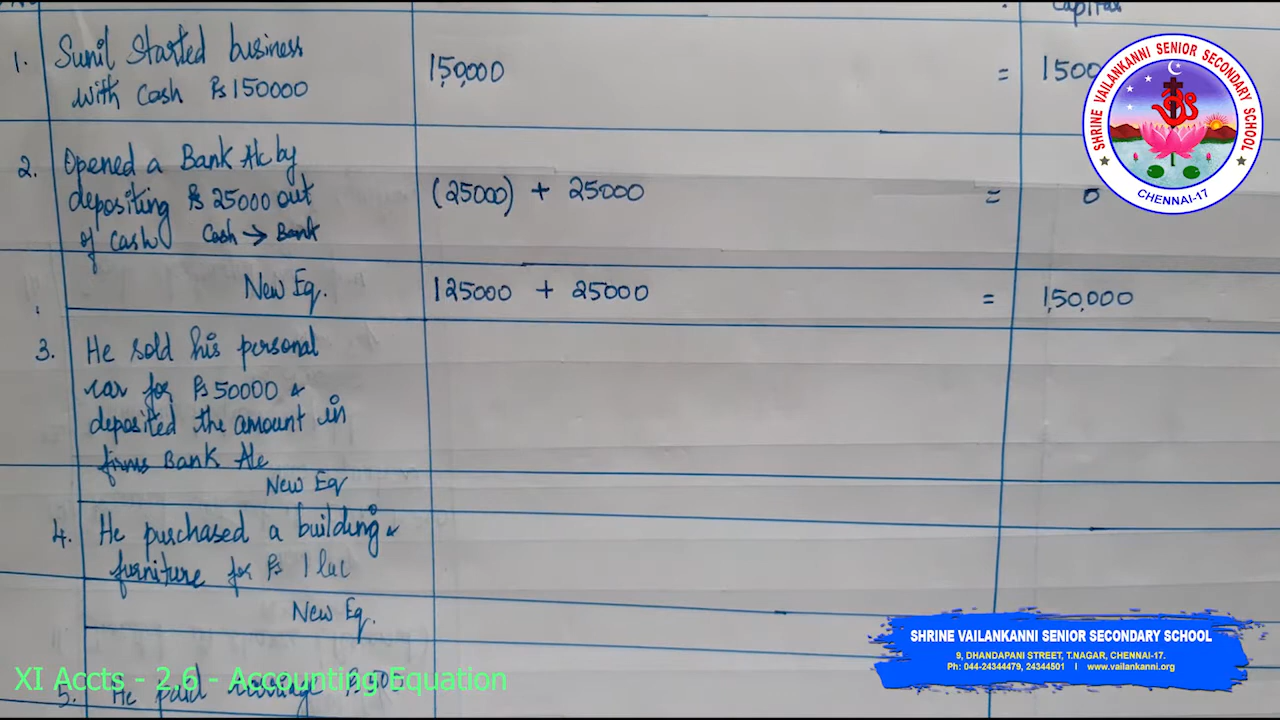 Capital
1. Sunil Started business
with Cash ₨ 150000
1,50,000
= 1500
2. Opened a Bank A/c by
depositing ₨ 25000 out
of Cash Cash → Bank
(25000) + 25000
= 0
New Eq.
125000 + 25000
= 1,50,000
3. He sold his personal
car for ₨ 50000 &
deposited the amount in
firms Bank A/c
New Eq
4. He purchased a building &
furniture for ₨ 1 lac
New Eq.
5. He paid
SHRINE VAILANKANNI SENIOR SECONDARY SCHOOL
CHENNAI-17
SHRINE VAILANKANNI SENIOR SECONDARY SCHOOL
9, DHANDAPANI STREET, T.NAGAR, CHENNAI-17.
Ph: 044-24344479, 24344501 I www.vailankanni.org
XI Accts - 2.6 - Accounting Equation